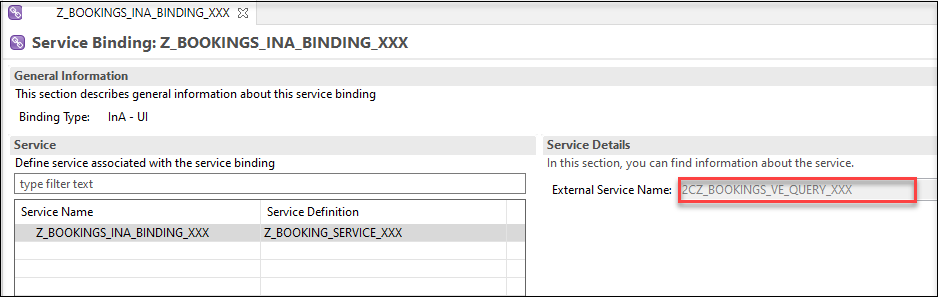 Z_BOOKINGS_INA_BINDING_XXX
Service Binding: Z_BOOKINGS_INA_BINDING_XXX
General Information
This section describes general information about this service binding
Binding Type: InA - UI
Service
Define service associated with the service binding
type filter text
Service Name Service Definition
Z_BOOKINGS_INA_BINDING_XXX Z_BOOKING_SERVICE_XXX
Service Details
In this section, you can find information about the service.
External Service Name: 2CZ_BOOKINGS_VE_QUERY_XXX